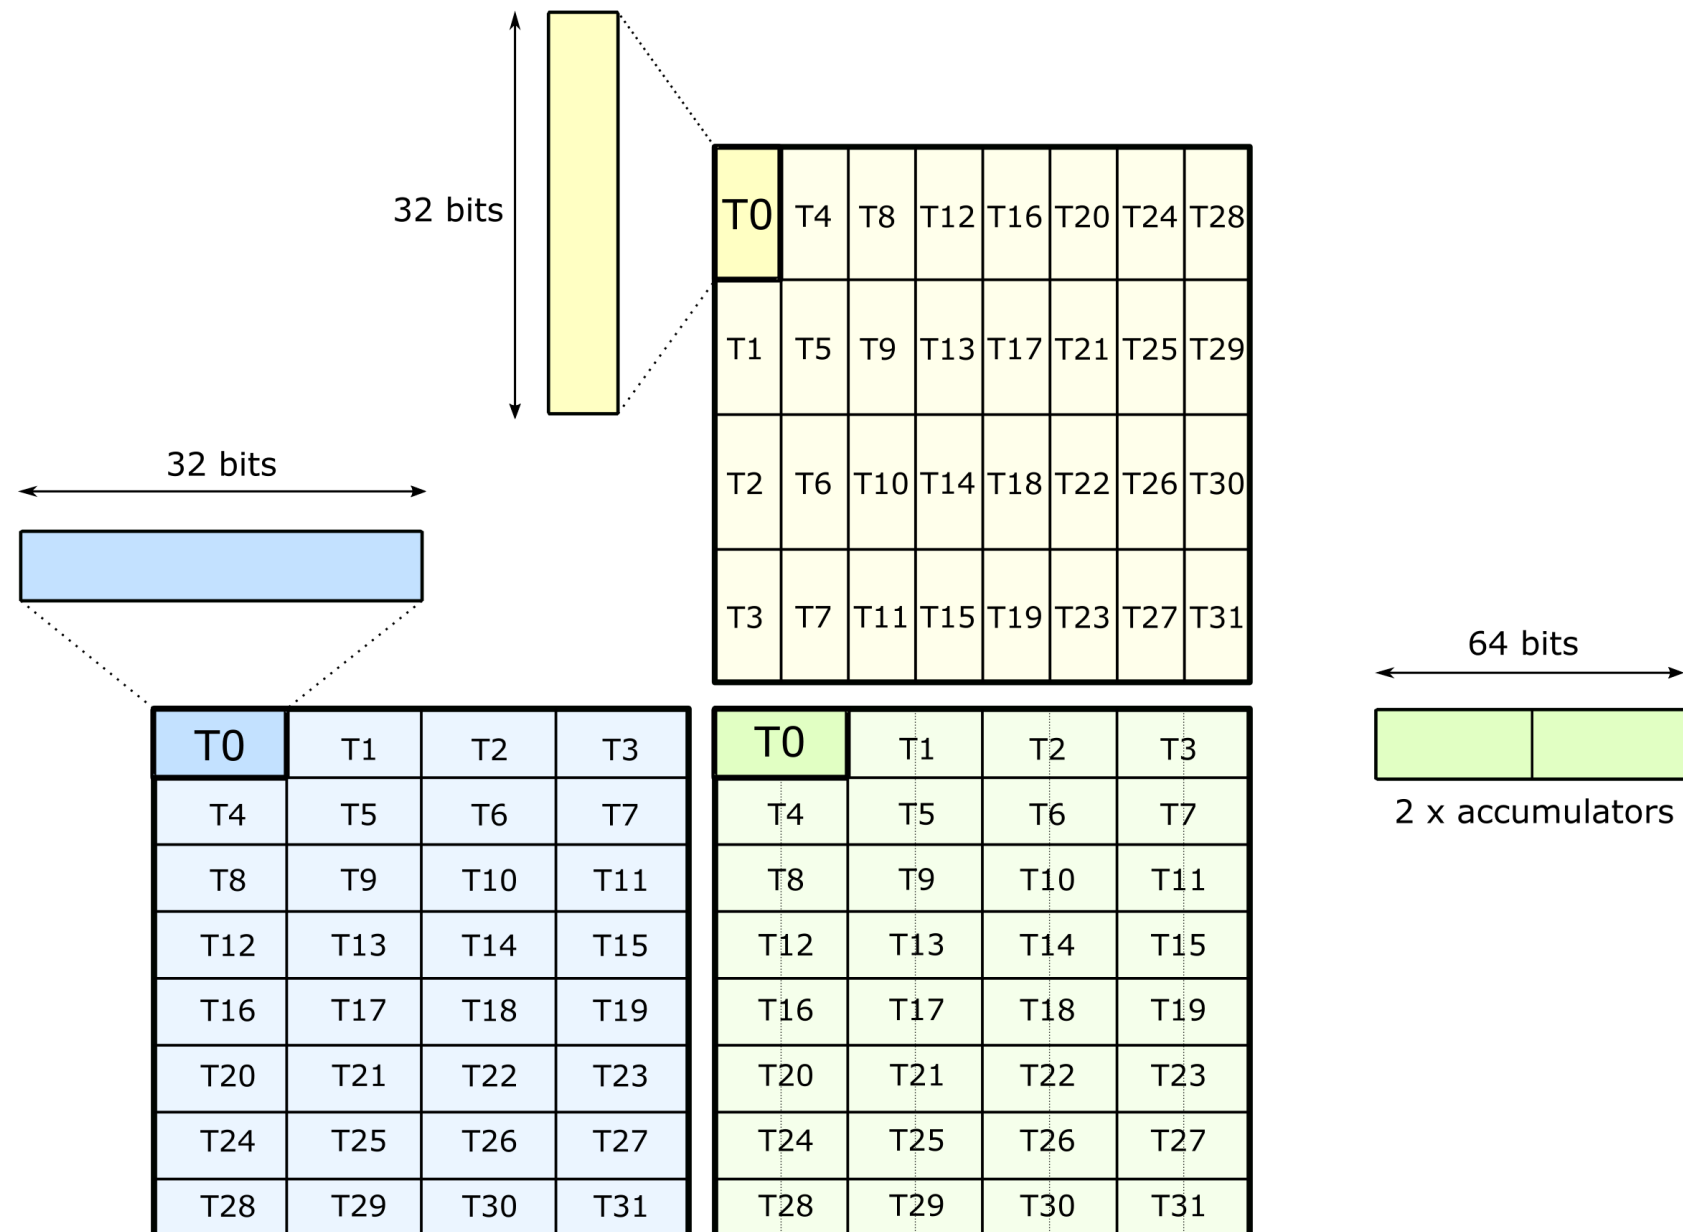 32 bits
T0 T4 T8 T12 T16 T20 T24 T28
T1 T5 T9 T13 T17 T21 T25 T29
T2 T6 T10 T14 T18 T22 T26 T30
T3 T7 T11 T15 T19 T23 T27 T31
32 bits
T0 T1 T2 T3
T4 T5 T6 T7
T8 T9 T10 T11
T12 T13 T14 T15
T16 T17 T18 T19
T20 T21 T22 T23
T24 T25 T26 T27
T28 T29 T30 T31
T0 T1 T2 T3
T4 T5 T6 T7
T8 T9 T10 T11
T12 T13 T14 T15
T16 T17 T18 T19
T20 T21 T22 T23
T24 T25 T26 T27
T28 T29 T30 T31
64 bits
2 x accumulators